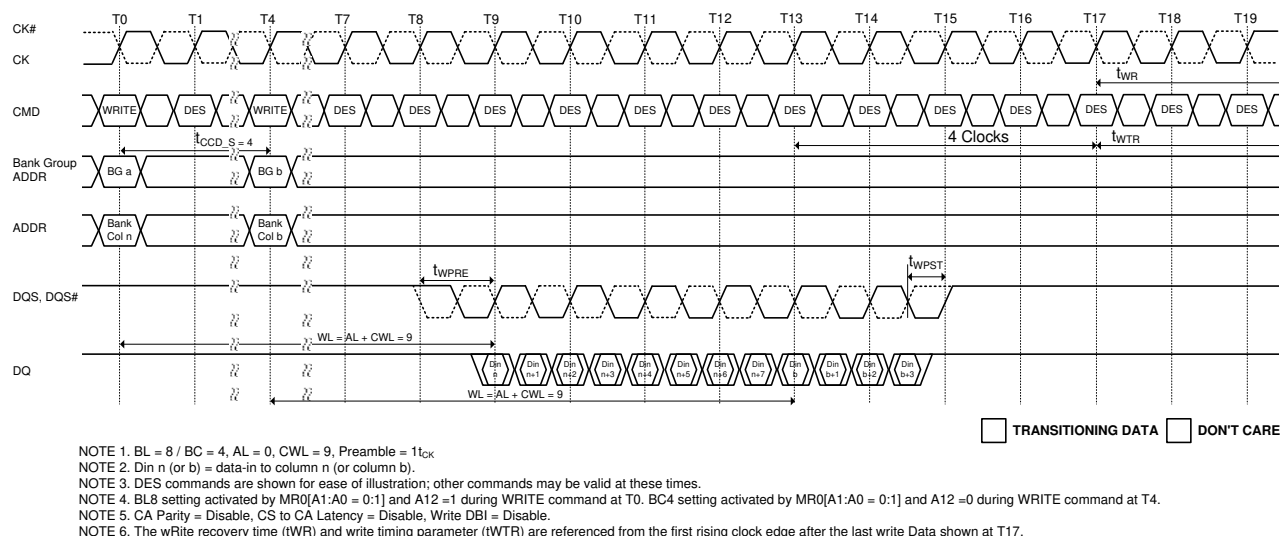 T0 T1 T4 T7 T8 T9 T10 T11 T12 T13 T14 T15 T16 T17 T18 T19
CK#
CK
tWR
CMD
WRITE DES WRITE DES DES DES DES DES DES DES DES DES DES DES DES DES
tCCD_S = 4
4 Clocks
tWTR
Bank Group
ADDR
BG a BG b
ADDR
Bank
Col n
Bank
Col b
tWPRE
tWPST
DQS, DQS#
WL = AL + CWL = 9
DQ
Din
n
Din
n+1
Din
n+2
Din
n+3
Din
n+4
Din
n+5
Din
n+6
Din
n+7
Din
b
Din
b+1
Din
b+2
Din
b+3
WL = AL + CWL = 9
TRANSITIONING DATA DON'T CARE
NOTE 1. BL = 8 / BC = 4, AL = 0, CWL = 9, Preamble = 1tCK
NOTE 2. Din n (or b) = data-in to column n (or column b).
NOTE 3. DES commands are shown for ease of illustration; other commands may be valid at these times.
NOTE 4. BL8 setting activated by MR0[A1:A0 = 0:1] and A12 =1 during WRITE command at T0. BC4 setting activated by MR0[A1:A0 = 0:1] and A12 =0 during WRITE command at T4.
NOTE 5. CA Parity = Disable, CS to CA Latency = Disable, Write DBI = Disable.
NOTE 6. The wRite recovery time (tWR) and write timing parameter (tWTR) are referenced from the first rising clock edge after the last write Data shown at T17.